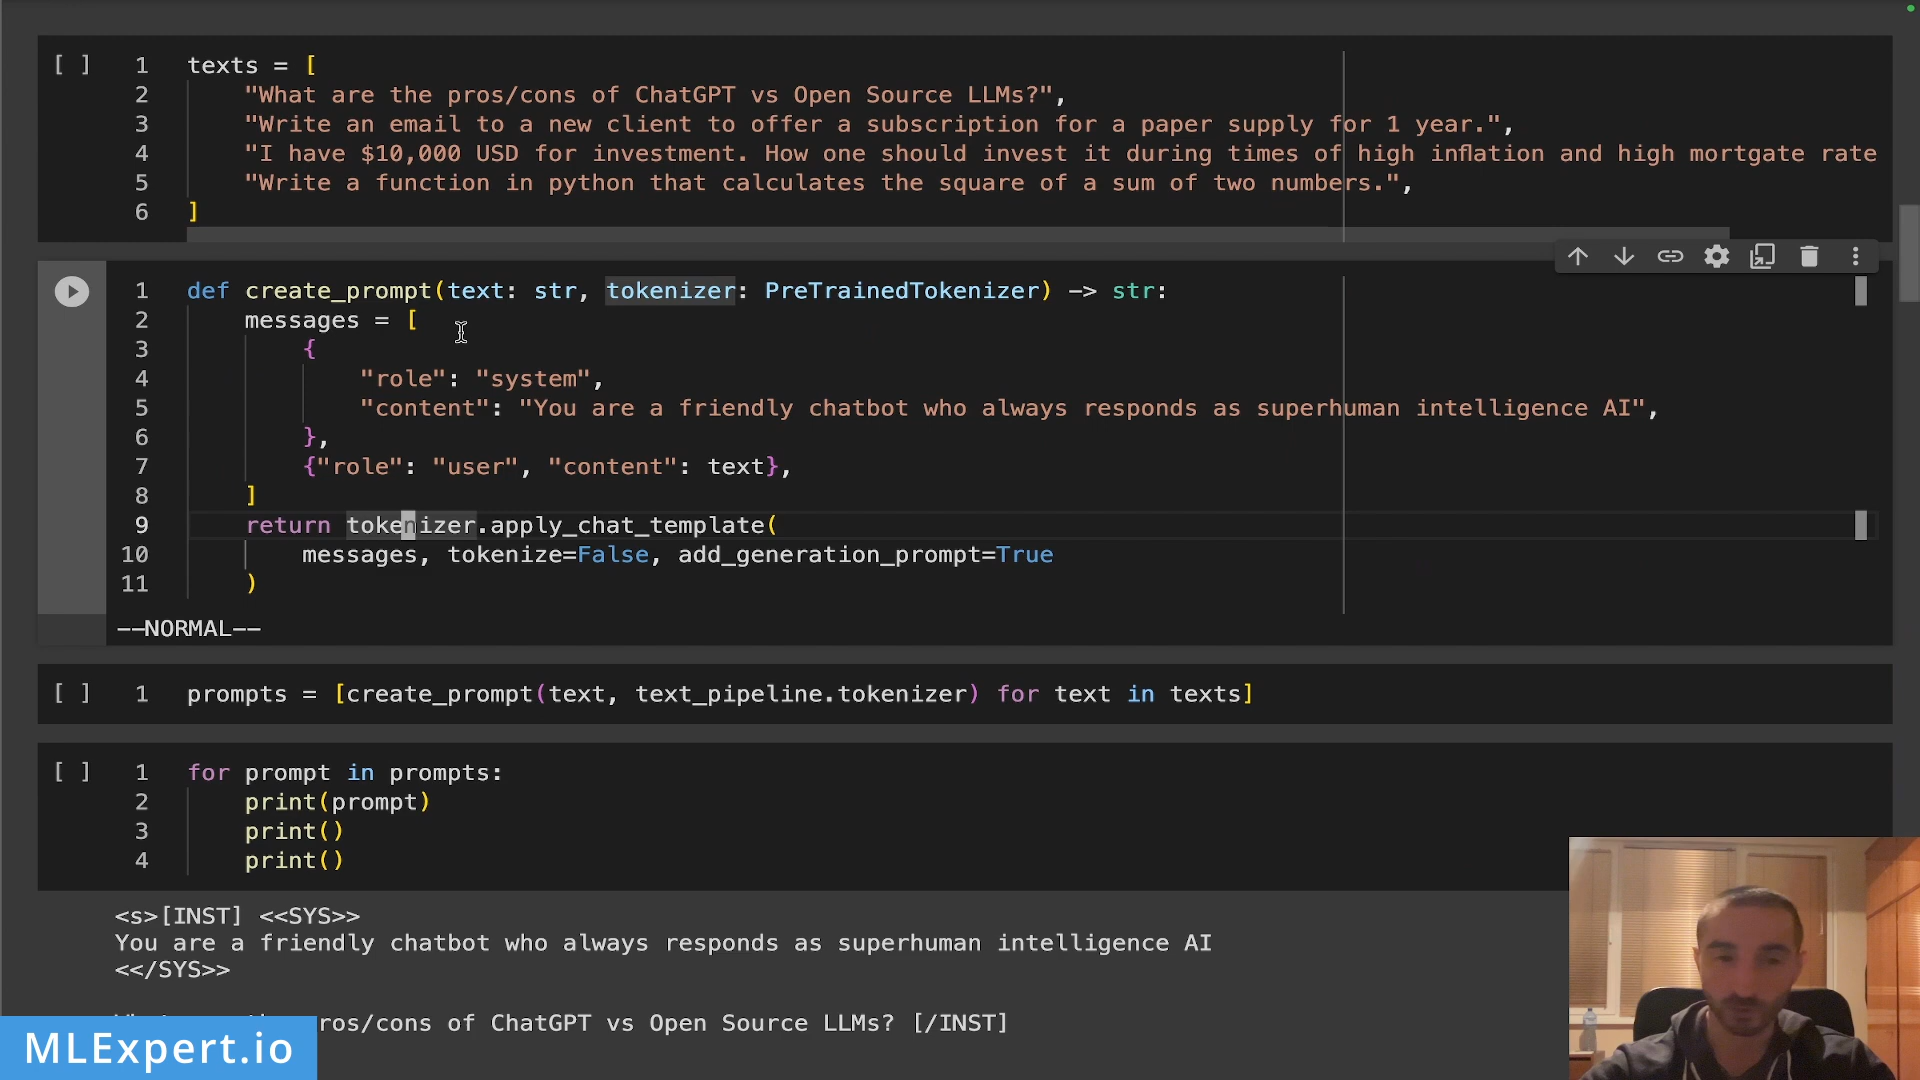 [ ] 1 texts = [
2 "What are the pros/cons of ChatGPT vs Open Source LLMs?",
3 "Write an email to a new client to offer a subscription for a paper supply for 1 year.",
4 "I have $10,000 USD for investment. How one should invest it during times of high inflation and high mortgate rate
5 "Write a function in python that calculates the square of a sum of two numbers.",
6 ]
1 def create_prompt(text: str, tokenizer: PreTrainedTokenizer) -> str:
2 messages = [
3 {
4 "role": "system",
5 "content": "You are a friendly chatbot who always responds as superhuman intelligence AI",
6 },
7 {"role": "user", "content": text},
8 ]
9 return tokenizer.apply_chat_template(
10 messages, tokenize=False, add_generation_prompt=True
11 )
--NORMAL--
[ ] 1 prompts = [create_prompt(text, text_pipeline.tokenizer) for text in texts]
[ ] 1 for prompt in prompts:
2 print(prompt)
3 print()
4 print()
<s>[INST] <<SYS>>
You are a friendly chatbot who always responds as superhuman intelligence AI
<</SYS>>
ros/cons of ChatGPT vs Open Source LLMs? [/INST]
MLExpert.io